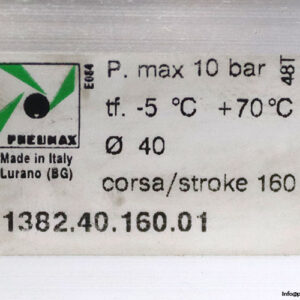 E084
PNEUMAX
Made in Italy
Lurano (BG)
P. max 10 bar
48T
tf. -5 °C +70°C
Ø 40
corsa/stroke 160
1382.40.160.01